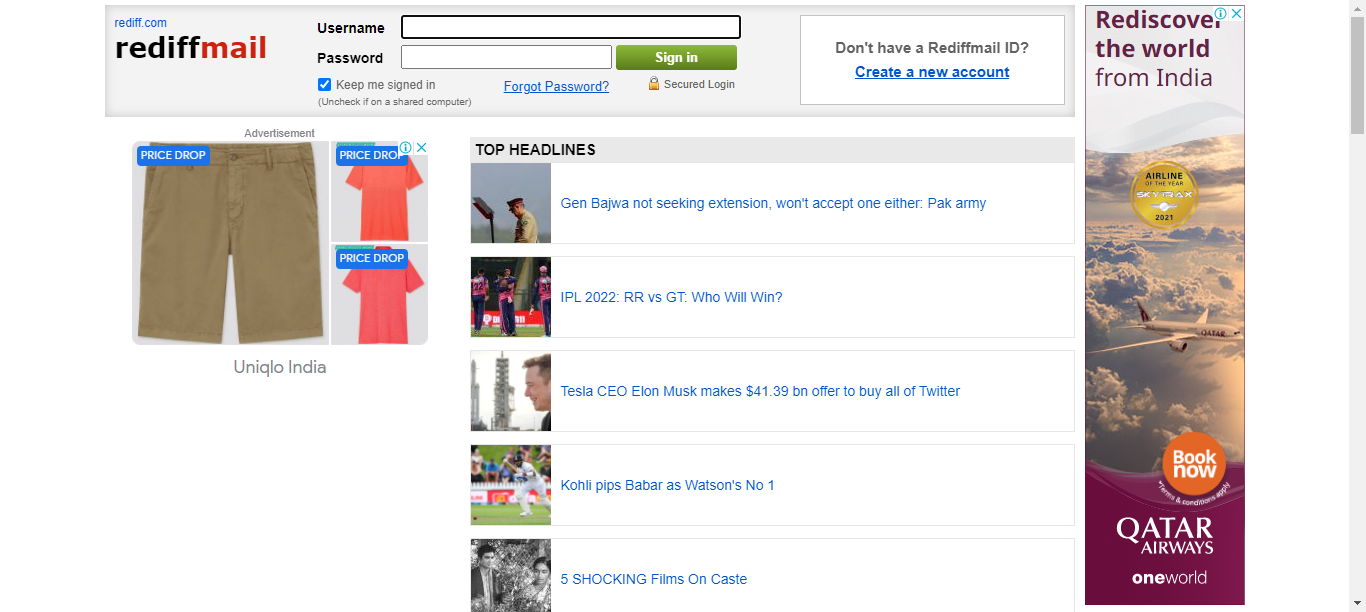 rediff.com
rediffmail
Username
Password
Sign in
Keep me signed in
(Uncheck if on a shared computer)
Forgot Password?
Secured Login
Don't have a Rediffmail ID?
Create a new account
Advertisement
PRICE DROP
PRICE DROP
PRICE DROP
Uniqlo India
TOP HEADLINES
Gen Bajwa not seeking extension, won't accept one either: Pak army
IPL 2022: RR vs GT: Who Will Win?
Tesla CEO Elon Musk makes $41.39 bn offer to buy all of Twitter
Kohli pips Babar as Watson's No 1
5 SHOCKING Films On Caste
Rediscover
the world
from India
AIRLINE
OF THE YEAR
SKYTRAX
2021
QATAR
Book
now
*Terms & conditions apply
QATAR
AIRWAYS
oneworld